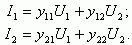 I₁ = y₁₁U₁ + y₁₂U₂;
I₂ = y₂₁U₁ + y₂₂U₂.